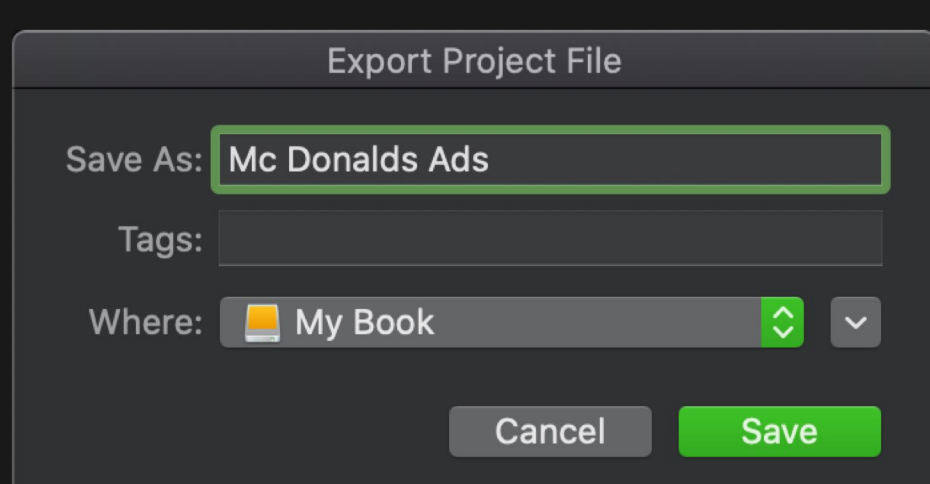 Export Project File
Save As: Mc Donalds Ads
Tags:
Where: My Book
Cancel Save